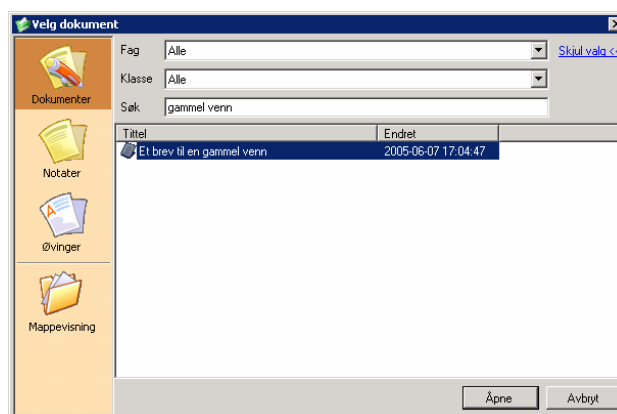 Velg dokument
Fag Alle Skjul valg <
Klasse Alle
Dokumenter
Søk gammel venn
Tittel Endret
Et brev til en gammel venn 2005-06-07 17:04:47
Notater
Øvinger
Mappevisning
Åpne Avbryt